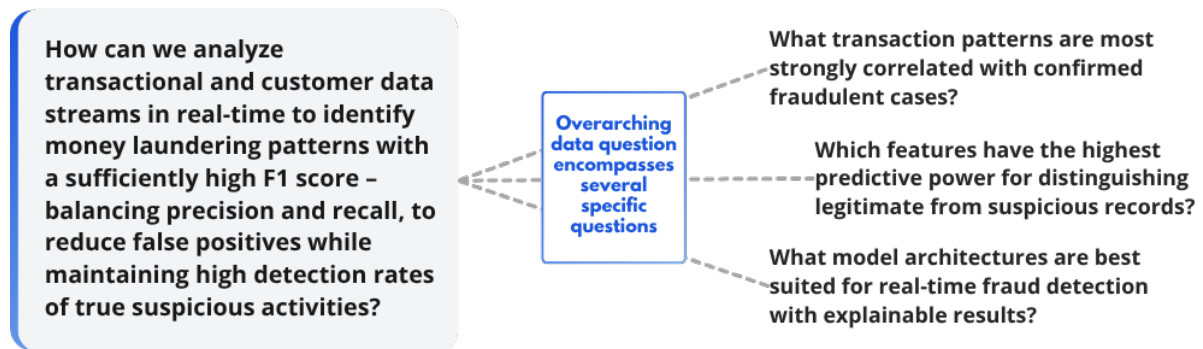 How can we analyze
transactional and customer data
streams in real-time to identify
money laundering patterns with
a sufficiently high F1 score –
balancing precision and recall, to
reduce false positives while
maintaining high detection rates
of true suspicious activities?
Overarching
data question
encompasses
several
specific
questions
What transaction patterns are most
strongly correlated with confirmed
fraudulent cases?
Which features have the highest
predictive power for distinguishing
legitimate from suspicious records?
What model architectures are best
suited for real-time fraud detection
with explainable results?